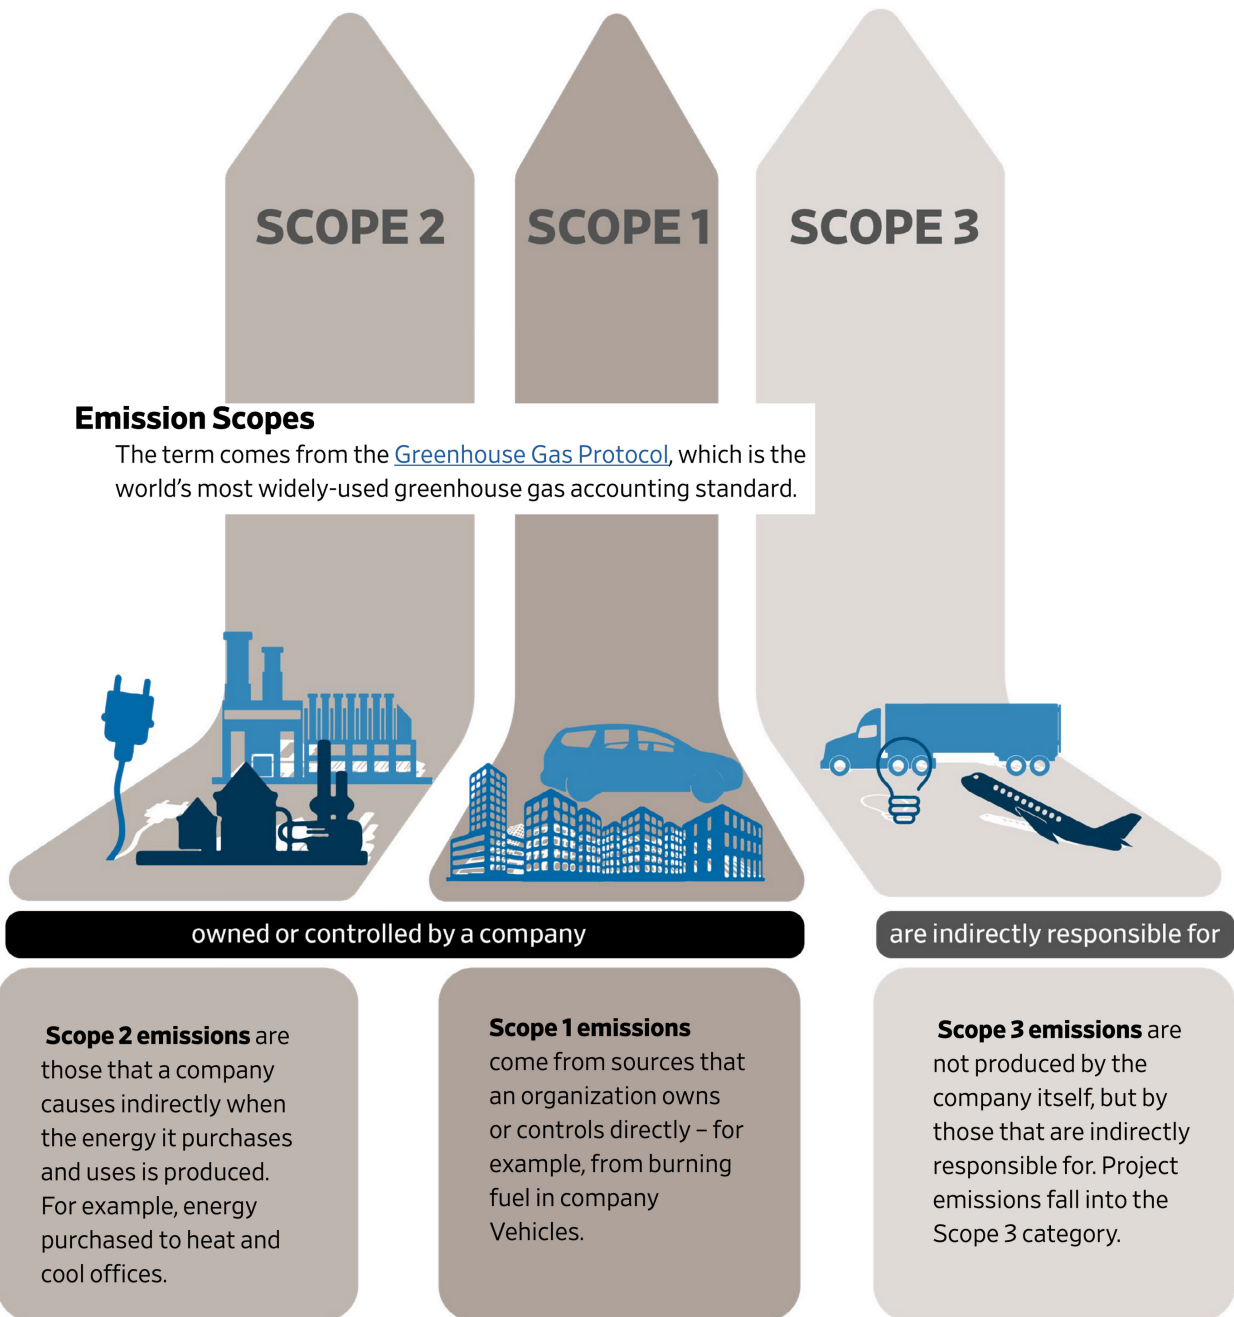 SCOPE 2
SCOPE 1
SCOPE 3
Emission Scopes
The term comes from the Greenhouse Gas Protocol, which is the
world's most widely-used greenhouse gas accounting standard.
owned or controlled by a company
are indirectly responsible for
Scope 2 emissions are
those that a company
causes indirectly when
the energy it purchases
and uses is produced.
For example, energy
purchased to heat and
cool offices.
Scope 1 emissions
come from sources that
an organization owns
or controls directly – for
example, from burning
fuel in company
Vehicles.
Scope 3 emissions are
not produced by the
company itself, but by
those that are indirectly
responsible for. Project
emissions fall into the
Scope 3 category.